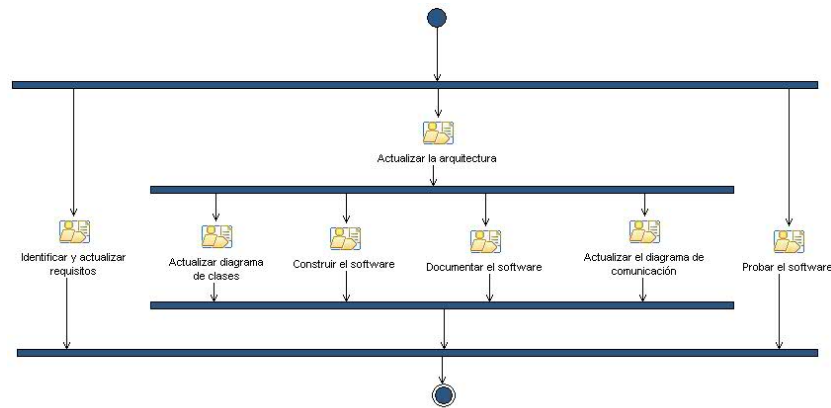 Actualizar la arquitectura
Identificar y actualizar
requisitos
Actualizar diagrama
de clases
Construir el software
Documentar el software
Actualizar el diagrama de
comunicación
Probar el software